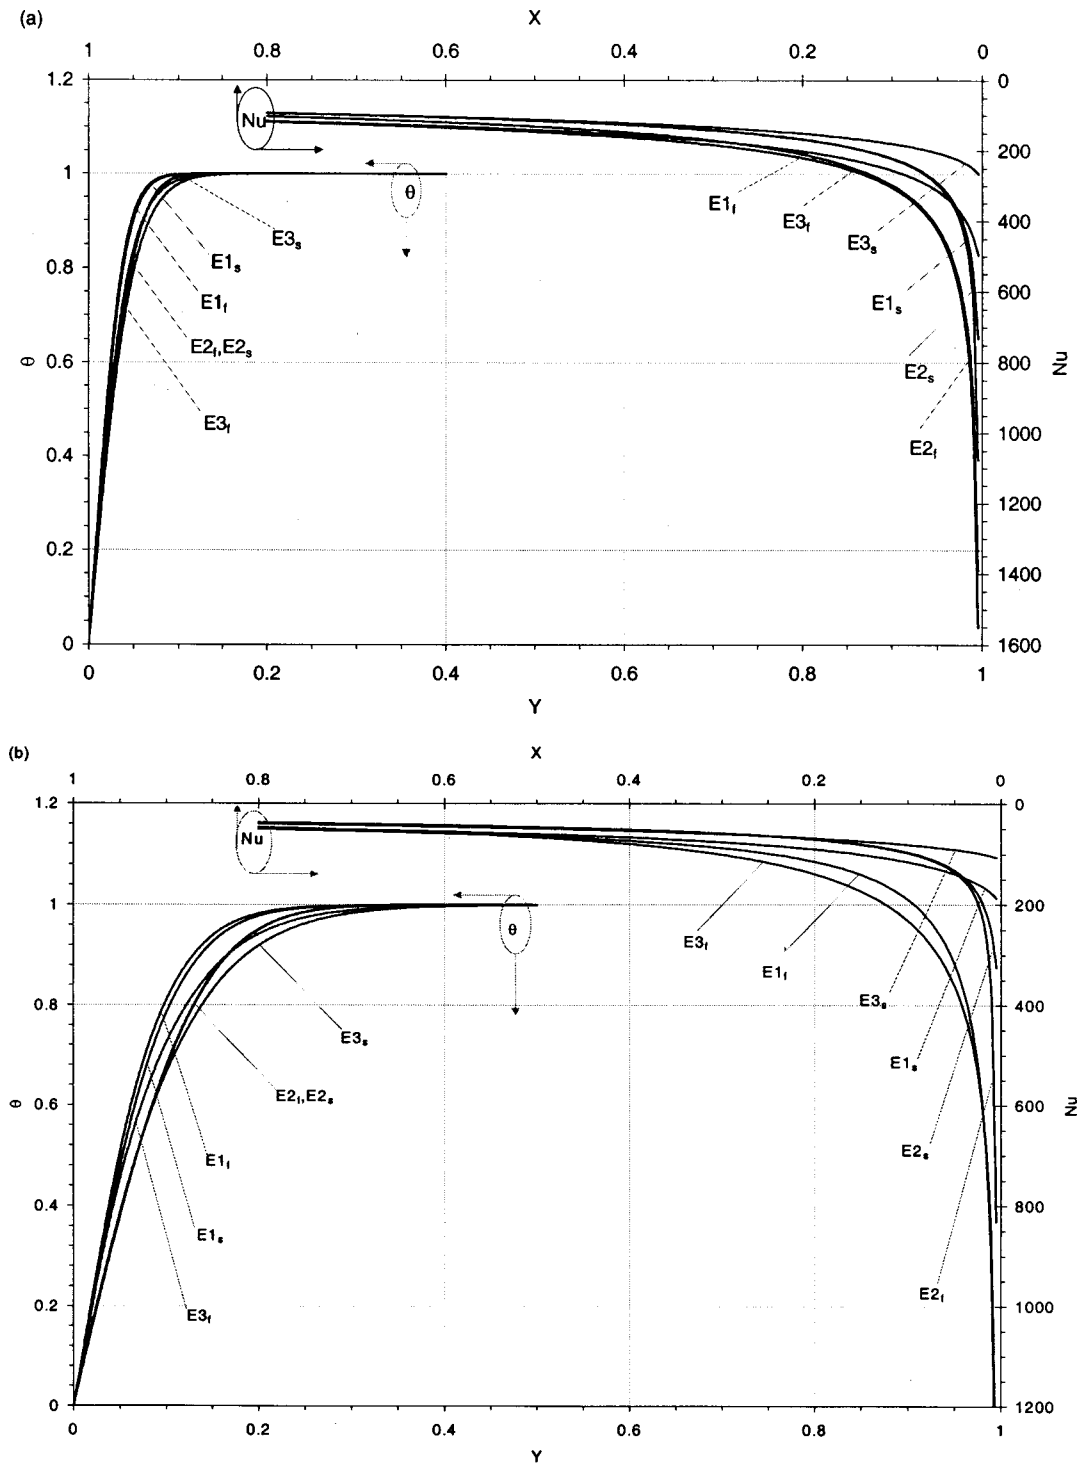 (a)
X
1 0.8 0.6 0.4 0.2 0
1.2 0
Nu
200
1
θ
E1f
E3f
400
E3s
E3s
E1s
0.8
E1f
E1s
600
E2f,E2s
θ 0.6 800 Nu
E2s
E3f
1000
E2f
0.4
1200
0.2
1400
0 1600
0 0.2 0.4 0.6 0.8 1
Y
(b)
X
1 0.8 0.6 0.4 0.2 0
1.2 0
Nu
1 200
θ
E3f
E1f
0.8 400
E3s
E3s
E1s
E2f,E2s
θ 0.6 600 Nu
E1f
E2s
0.4 800
E1s
E2f
E3f
0.2 1000
0 1200
0 0.2 0.4 0.6 0.8 1
Y